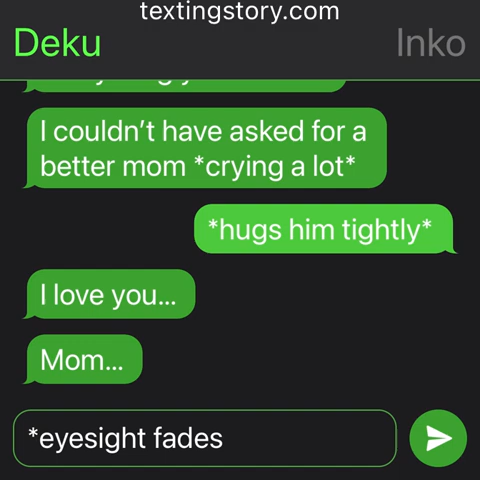 textingstory.com
Deku
Inko
I couldn't have asked for a
better mom *crying a lot*
*hugs him tightly*
I love you...
Mom...
*eyesight fades